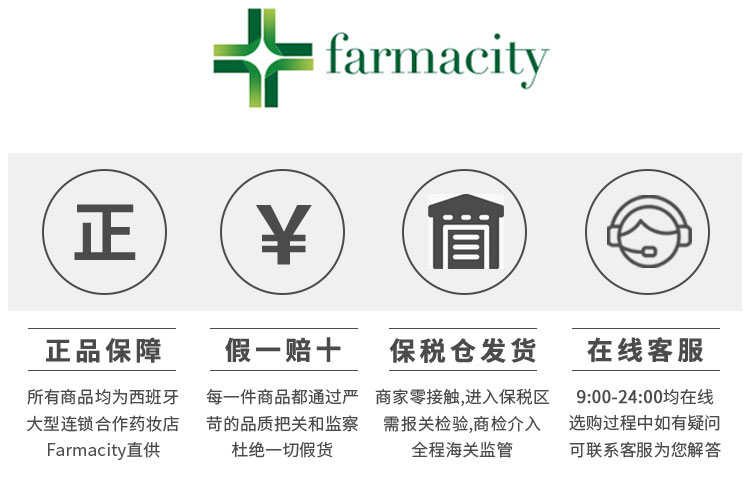 farmacity
正
¥
正品保障
所有商品均为西班牙
大型连锁合作药妆店
Farmacity直供
假一赔十
每一件商品都通过严
苛的品质把关和监察
杜绝一切假货
保税仓发货
商家零接触,进入保税区
需报关检验,商检介入
全程海关监管
在线客服
9:00-24:00均在线
选购过程中如有疑问
可联系客服为您解答